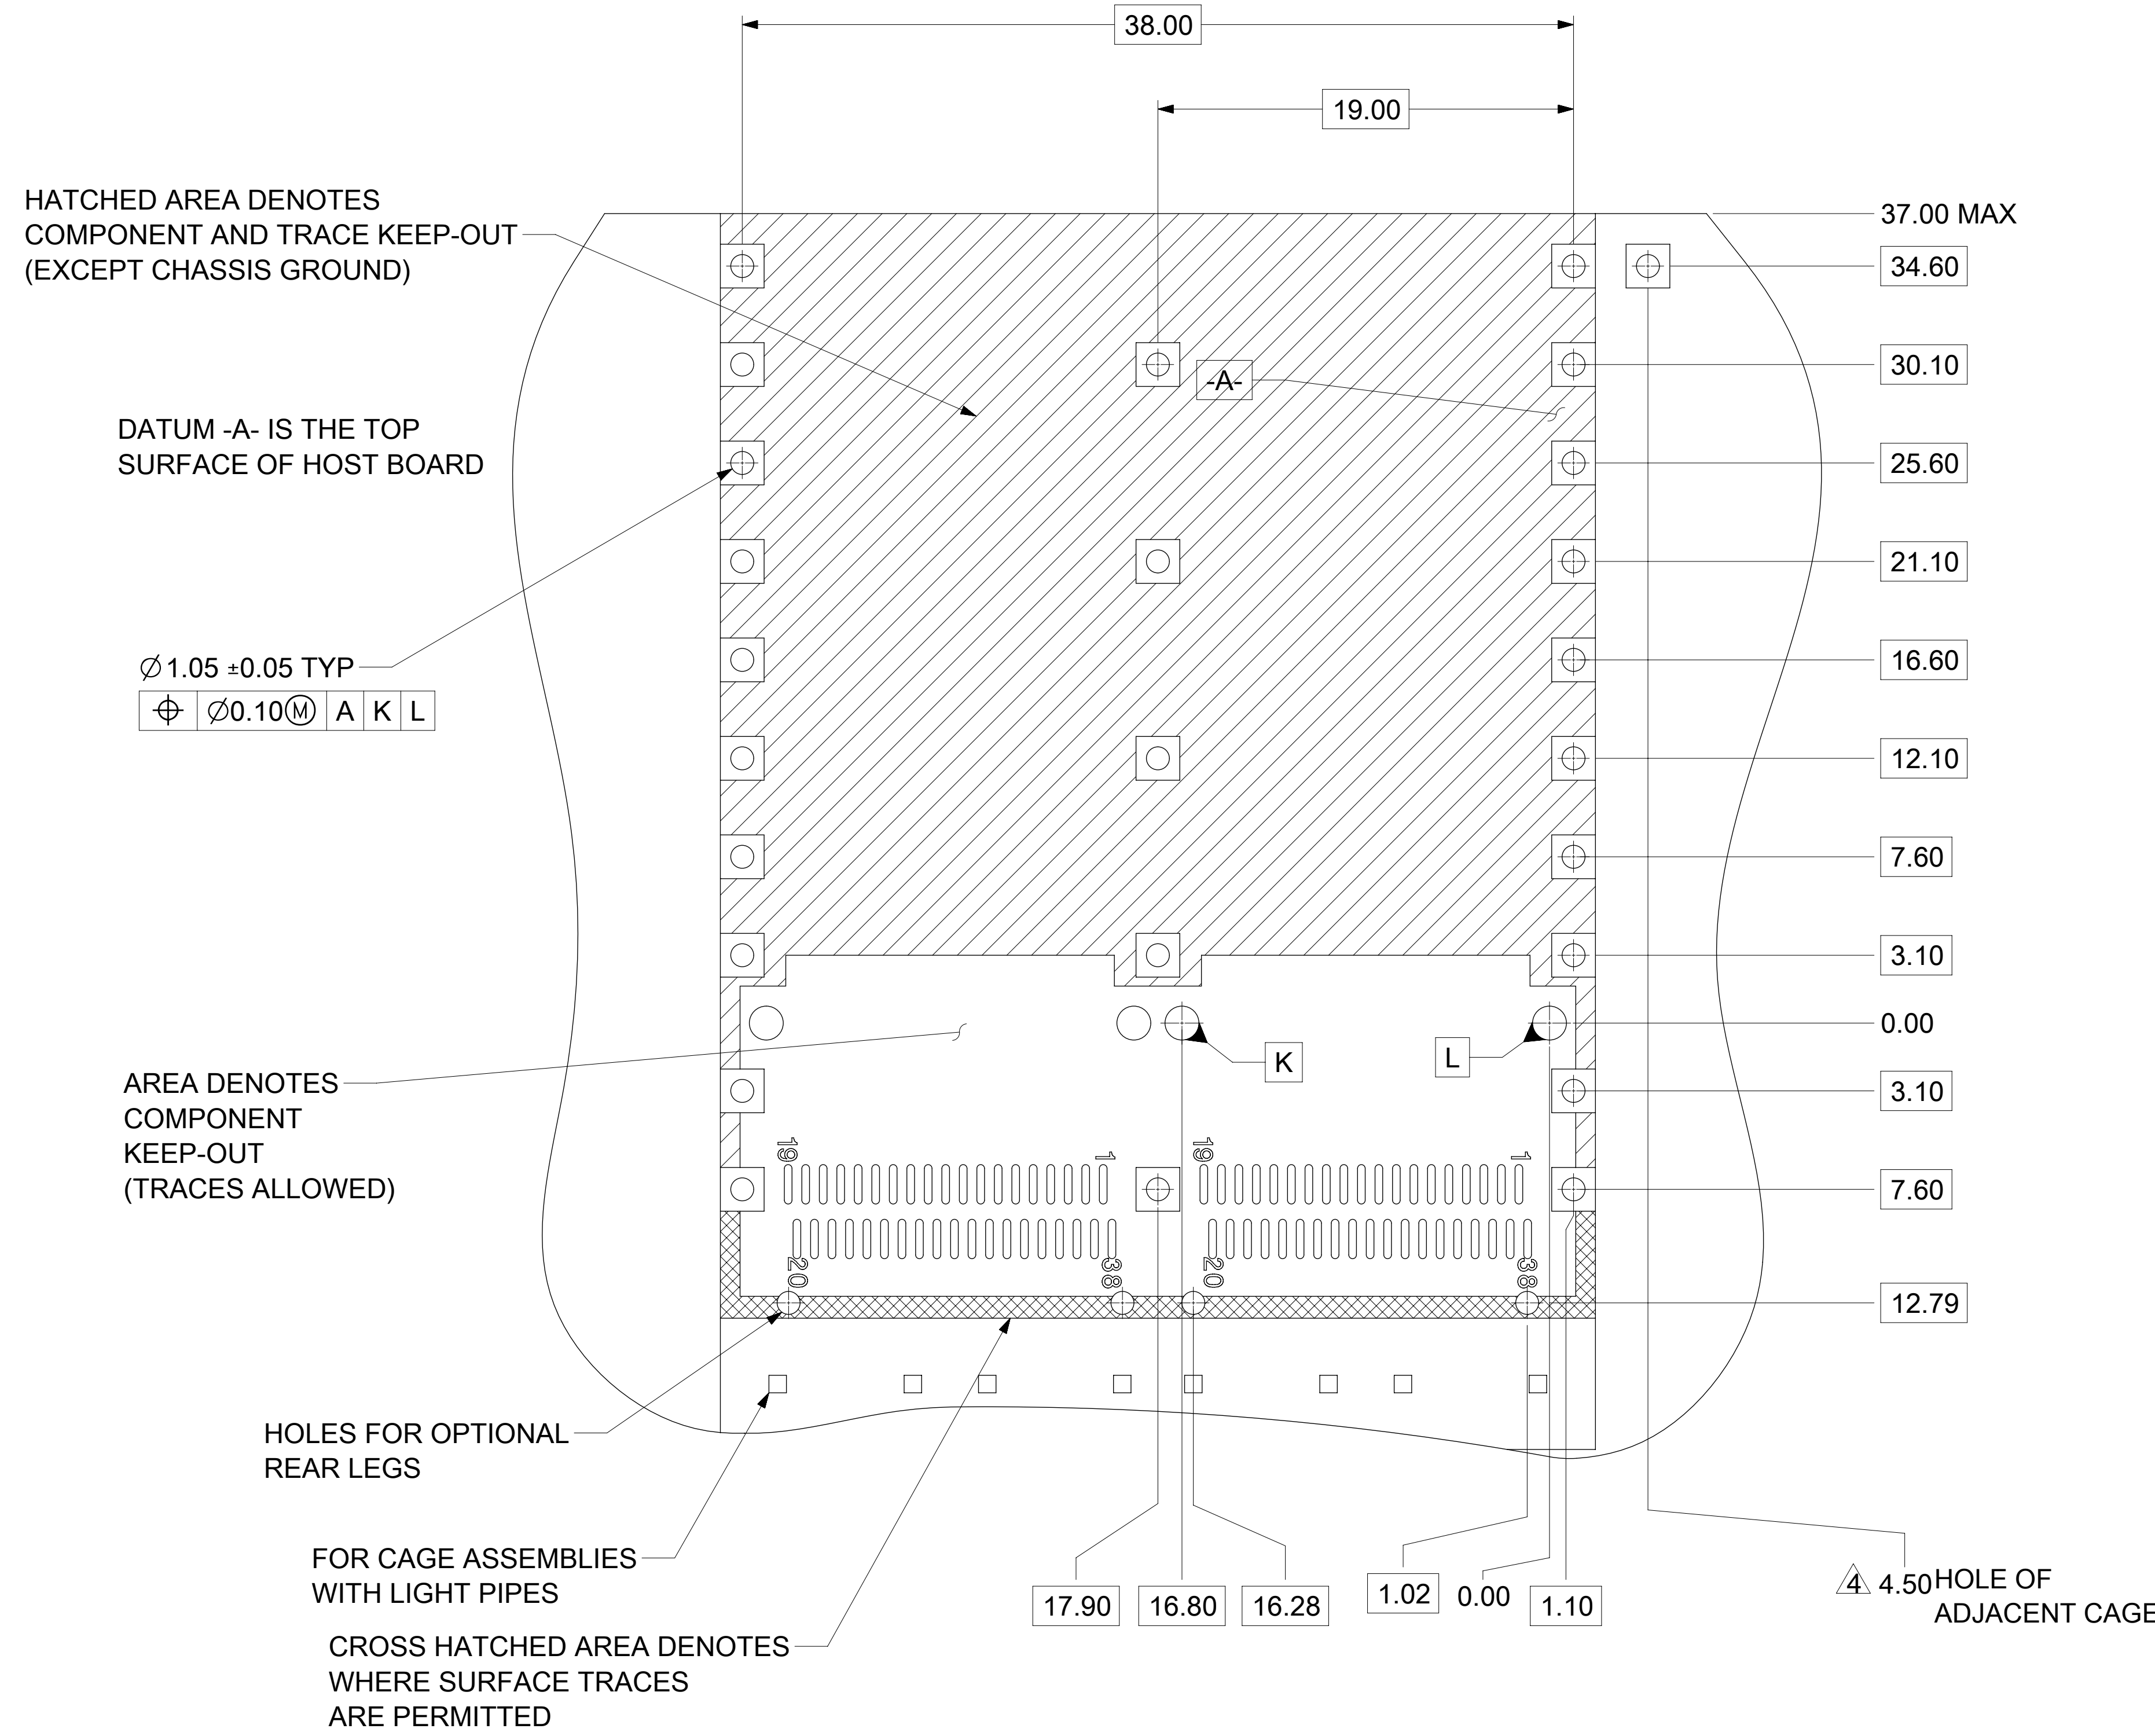 38.00
19.00
HATCHED AREA DENOTES
COMPONENT AND TRACE KEEP-OUT
(EXCEPT CHASSIS GROUND)
37.00 MAX
34.60
30.10
-A-
DATUM -A- IS THE TOP
SURFACE OF HOST BOARD
25.60
21.10
∅1.05 ±0.05 TYP
⌖ ∅0.10Ⓜ A K L
16.60
12.10
7.60
3.10
0.00
K
L
AREA DENOTES
COMPONENT
KEEP-OUT
(TRACES ALLOWED)
3.10
19 1 19 1
7.60
20 38 20 38
12.79
HOLES FOR OPTIONAL
REAR LEGS
FOR CAGE ASSEMBLIES
WITH LIGHT PIPES
17.90 16.80 16.28 1.02 0.00 1.10
4 4.50 HOLE OF
ADJACENT CAGE
CROSS HATCHED AREA DENOTES
WHERE SURFACE TRACES
ARE PERMITTED